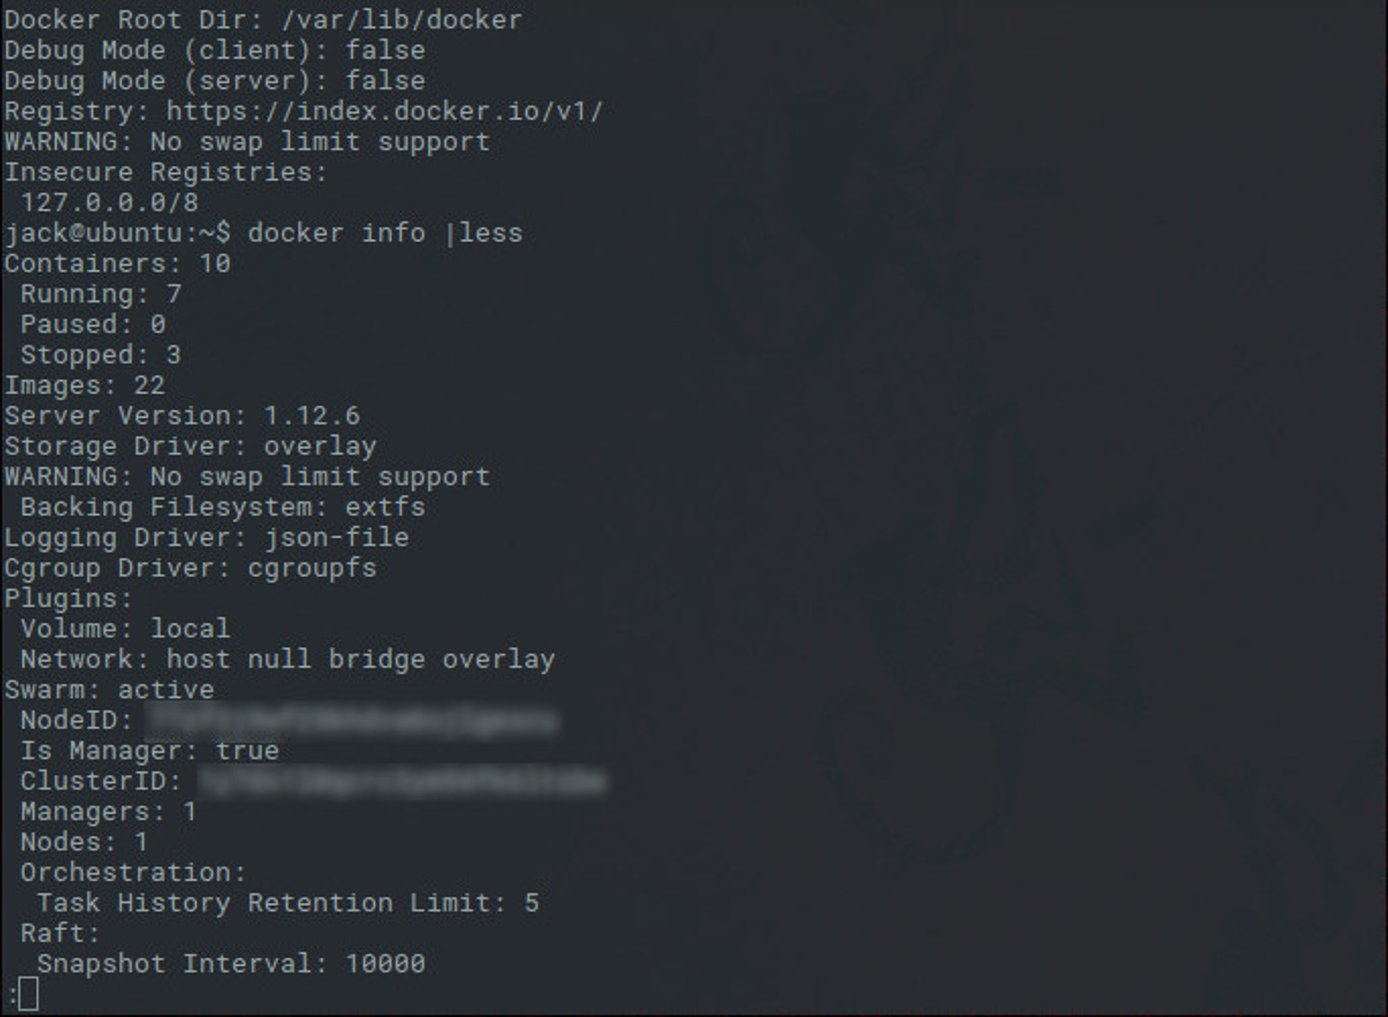 Docker Root Dir: /var/lib/docker
Debug Mode (client): false
Debug Mode (server): false
Registry: https://index.docker.io/v1/
WARNING: No swap limit support
Insecure Registries:
 127.0.0.0/8
jack@ubuntu:~$ docker info |less
Containers: 10
 Running: 7
 Paused: 0
 Stopped: 3
Images: 22
Server Version: 1.12.6
Storage Driver: overlay
WARNING: No swap limit support
 Backing Filesystem: extfs
Logging Driver: json-file
Cgroup Driver: cgroupfs
Plugins:
 Volume: local
 Network: host null bridge overlay
Swarm: active
 NodeID:
 Is Manager: true
 ClusterID:
 Managers: 1
 Nodes: 1
 Orchestration:
  Task History Retention Limit: 5
 Raft:
  Snapshot Interval: 10000
: